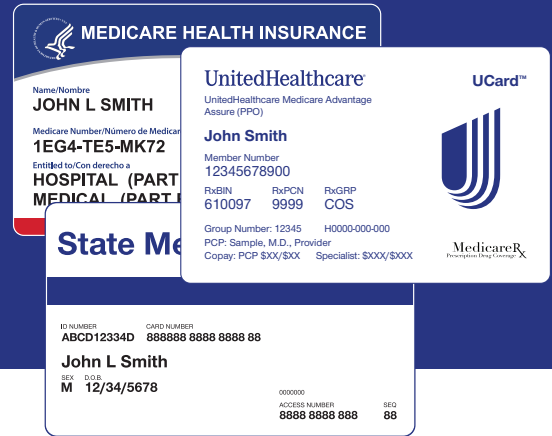 MEDICARE HEALTH INSURANCE
Name/Nombre
JOHN L SMITH
Medicare Number/Número de Medicar
1EG4-TE5-MK72
Entitled to/Con derecho a
HOSPITAL (PART
MEDICAL (PART
UnitedHealthcare
UCard™
UnitedHealthcare Medicare Advantage
Assure (PPO)
John Smith
Member Number
12345678900
RxBIN RxPCN RxGRP
610097 9999 COS
Group Number: 12345 H0000-000-000
PCP: Sample, M.D., Provider
Copay: PCP $XX/$XX Specialist: $XXX/$XXX
MedicareRx
Prescription Drug Coverage
State Me
ID NUMBER CARD NUMBER
ABCD12334D 888888 8888 8888 88
John L Smith
SEX D.O.B.
M 12/34/5678
0000000
ACCESS NUMBER SEQ
8888 8888 888 88